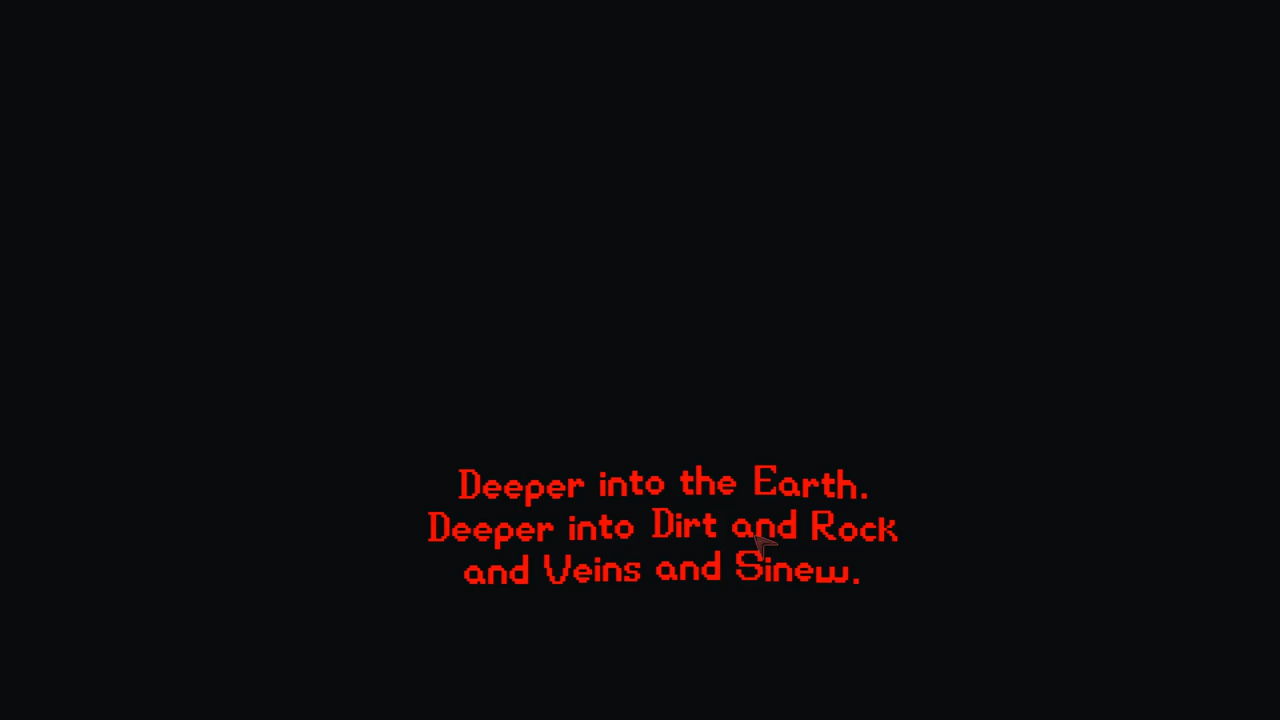 Deeper into the Earth.
Deeper into Dirt and Rock
and Veins and Sinew.